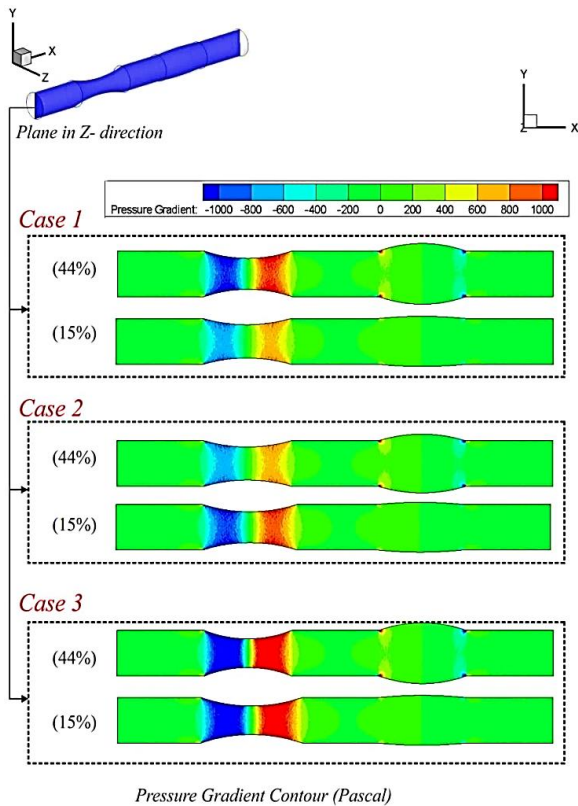 Y
X
Z
Plane in Z- direction
Y
Z
X
Pressure Gradient: -1000 -800 -600 -400 -200 0 200 400 600 800 1000
Case 1
(44%)
(15%)
Case 2
(44%)
(15%)
Case 3
(44%)
(15%)
Pressure Gradient Contour (Pascal)